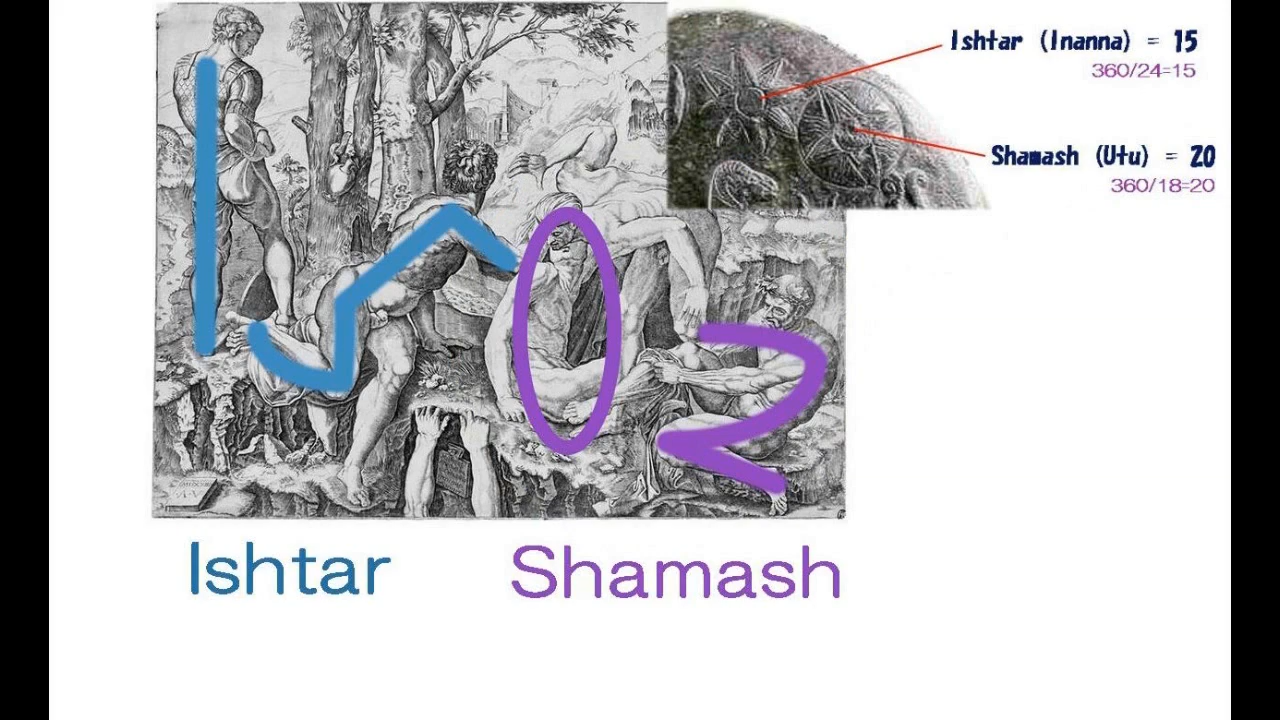 Ishtar (Inanna) = 15
360/24=15
Shamash (Utu) = 20
360/18=20
Ishtar
Shamash